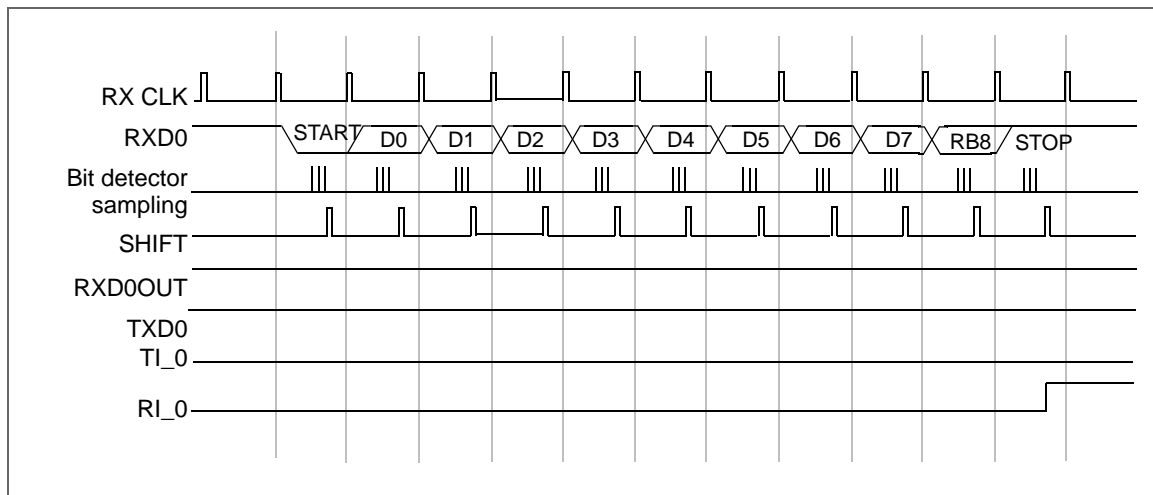 RX CLK
RXD0
START D0 D1 D2 D3 D4 D5 D6 D7 RB8 STOP
Bit detector
sampling
SHIFT
RXD0OUT
TXD0
TI_0
RI_0